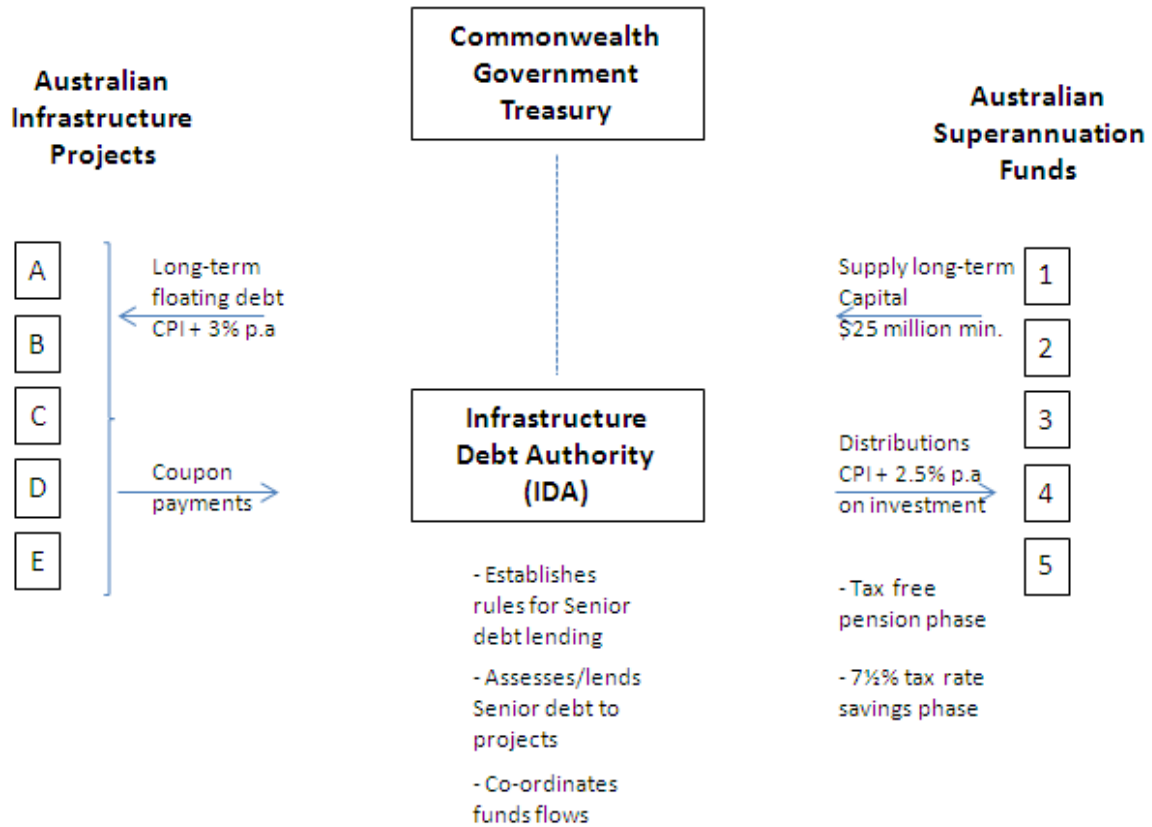 Commonwealth
Government
Treasury
Australian
Infrastructure
Projects
Australian
Superannuation
Funds
A
B
C
D
E
Long-term
floating debt
CPI + 3% p.a
Coupon
payments
Infrastructure
Debt Authority
(IDA)
- Establishes
rules for Senior
debt lending
- Assesses/lends
Senior debt to
projects
- Co-ordinates
funds flows
Supply long-term
Capital
$25 million min.
Distributions
CPI + 2.5% p.a
on investment
- Tax free
pension phase
- 7½% tax rate
savings phase
1
2
3
4
5